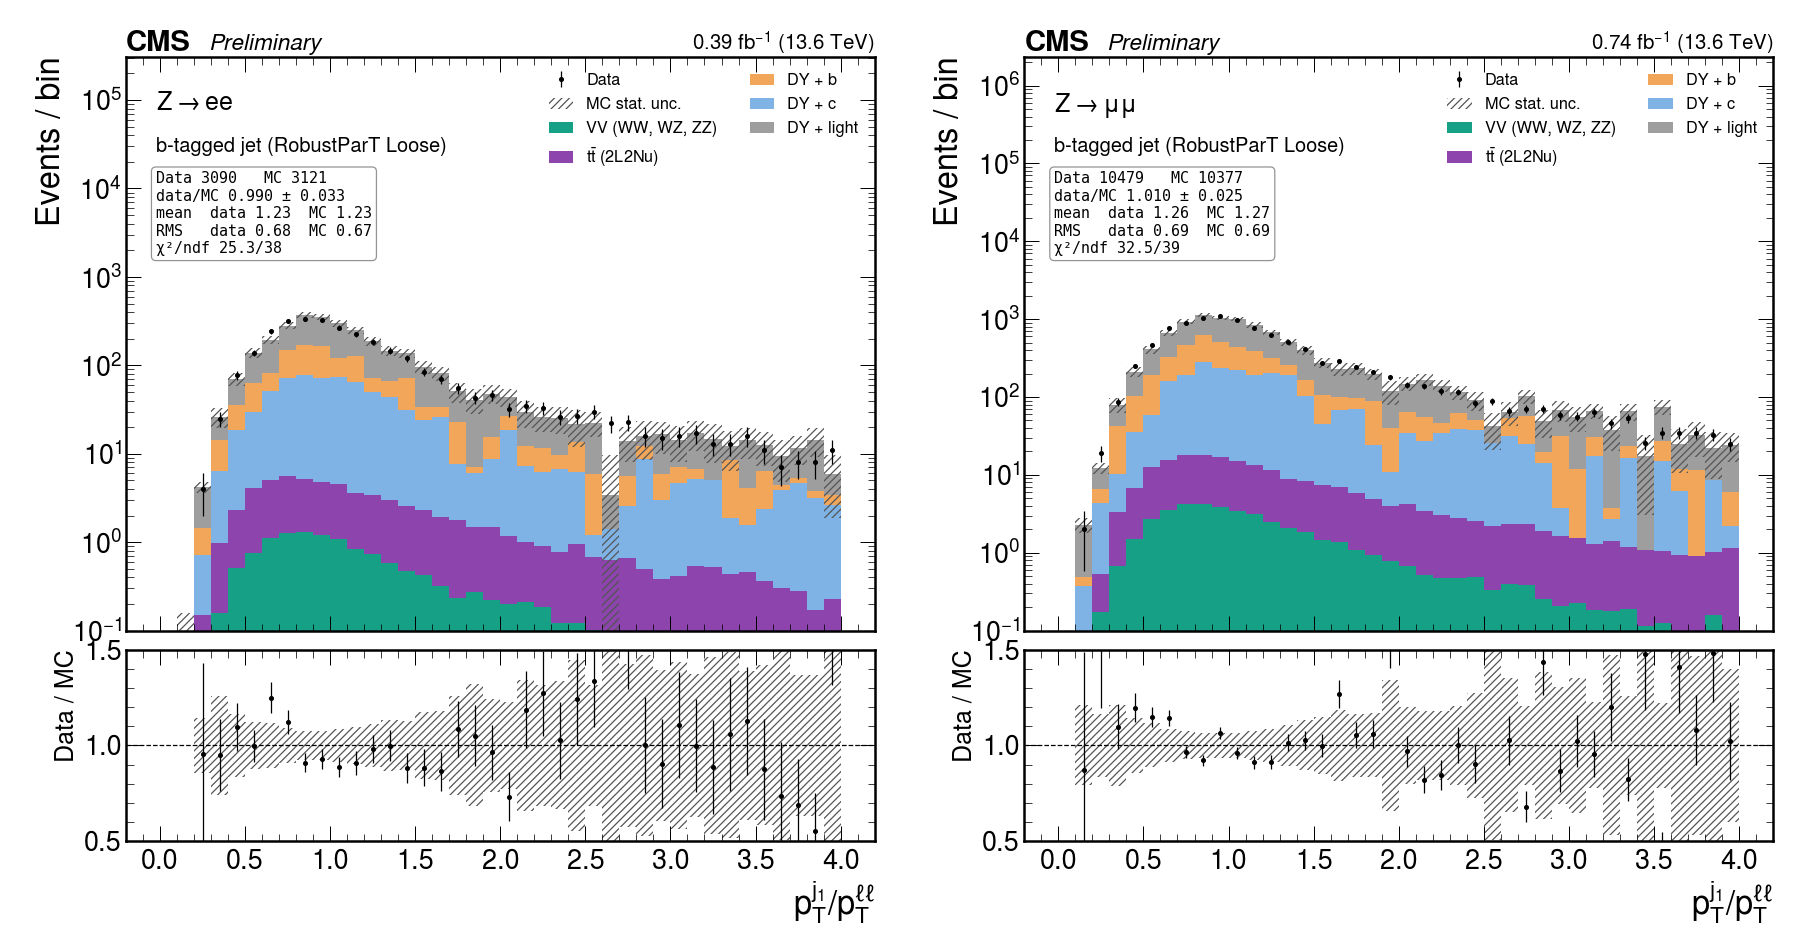 CMS Preliminary 0.39 fb⁻¹ (13.6 TeV)
Events / bin
Z → ee
b-tagged jet (RobustParT Loose)
Data 3090 MC 3121
data/MC 0.990 ± 0.033
mean data 1.23 MC 1.23
RMS data 0.68 MC 0.67
χ²/ndf 25.3/38
Data
MC stat. unc.
VV (WW, WZ, ZZ)
tt̄ (2L2Nu)
DY + b
DY + c
DY + light
10⁵
10⁴
10³
10²
10¹
10⁰
10⁻¹
Data / MC
1.5
1.0
0.5
0.0 0.5 1.0 1.5 2.0 2.5 3.0 3.5 4.0
p_T^{j₁}/p_T^{ℓℓ}
CMS Preliminary 0.74 fb⁻¹ (13.6 TeV)
Events / bin
Z → μμ
b-tagged jet (RobustParT Loose)
Data 10479 MC 10377
data/MC 1.010 ± 0.025
mean data 1.26 MC 1.27
RMS data 0.69 MC 0.69
χ²/ndf 32.5/39
Data
MC stat. unc.
VV (WW, WZ, ZZ)
tt̄ (2L2Nu)
DY + b
DY + c
DY + light
10⁶
10⁵
10⁴
10³
10²
10¹
10⁰
10⁻¹
Data / MC
1.5
1.0
0.5
0.0 0.5 1.0 1.5 2.0 2.5 3.0 3.5 4.0
p_T^{j₁}/p_T^{ℓℓ}